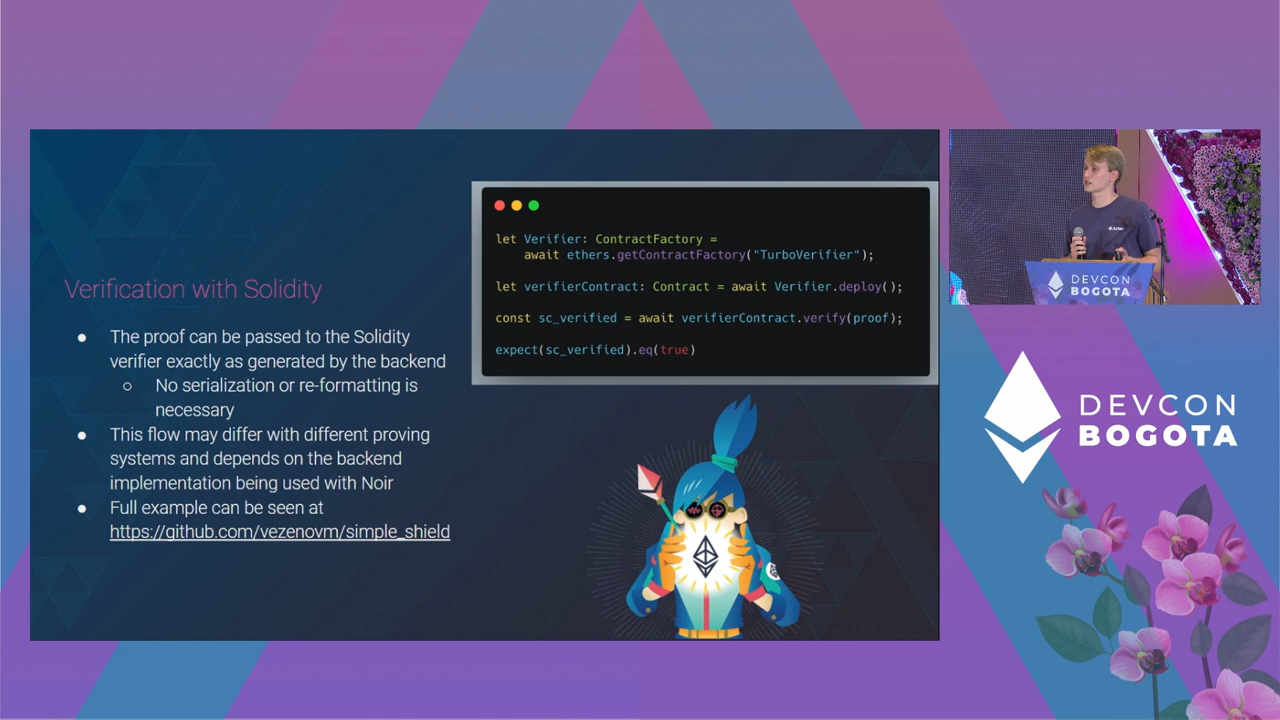 Verification with Solidity
● The proof can be passed to the Solidity
verifier exactly as generated by the backend
○ No serialization or re-formatting is
necessary
● This flow may differ with different proving
systems and depends on the backend
implementation being used with Noir
● Full example can be seen at
https://github.com/vezenovm/simple_shield
let Verifier: ContractFactory =
await ethers.getContractFactory("TurboVerifier");
let verifierContract: Contract = await Verifier.deploy();
const sc_verified = await verifierContract.verify(proof);
expect(sc_verified).eq(true)
DEVCON
BOGOTA
DEVCON
BOGOTA